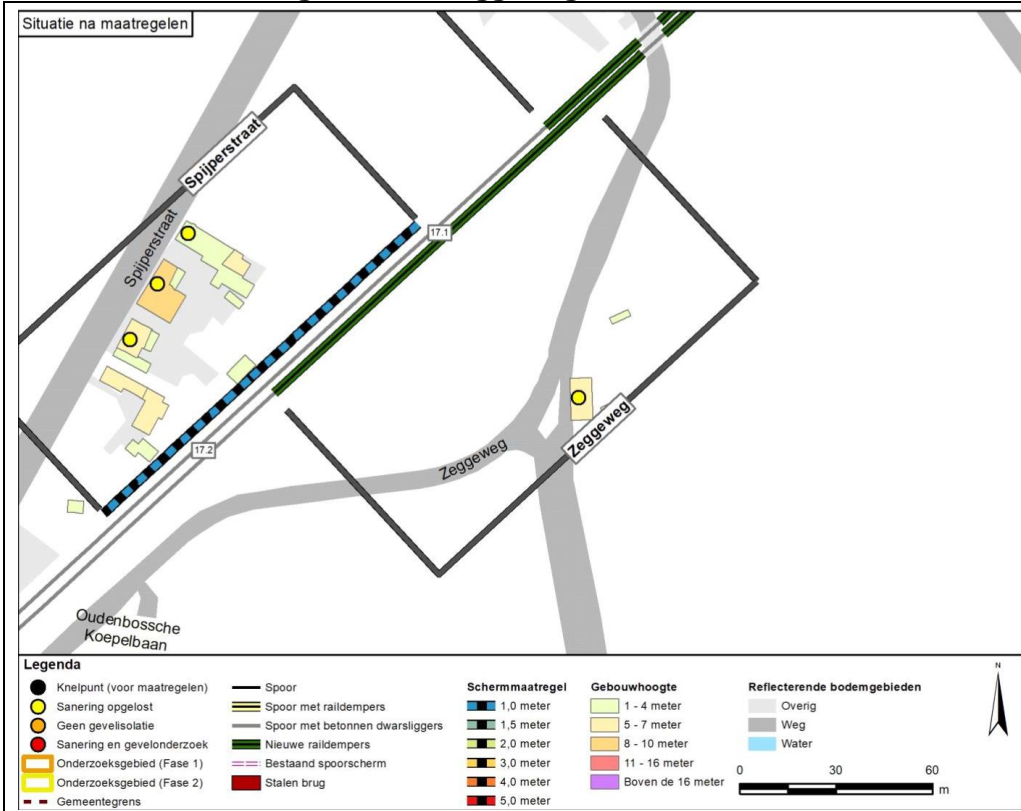 Situatie na maatregelen
Spijperstraat
Spijperstraat
17.1
17.2
Zeggeweg
Zeggeweg
Oudenbossche
Koepelbaan
Legenda
Knelpunt (voor maatregelen)
Sanering opgelost
Geen gevelisolatie
Sanering en gevelonderzoek
Onderzoeksgebied (Fase 1)
Onderzoeksgebied (Fase 2)
Gemeentegrens
Spoor
Spoor met raildempers
Spoor met betonnen dwarsliggers
Nieuwe raildempers
Bestaand spoorscherm
Stalen brug
Schermmaatregel
1,0 meter
1,5 meter
2,0 meter
3,0 meter
4,0 meter
5,0 meter
Gebouwhoogte
1 - 4 meter
5 - 7 meter
8 - 10 meter
11 - 16 meter
Boven de 16 meter
Reflecterende bodemgebieden
Overig
Weg
Water
N
0 30 60
m